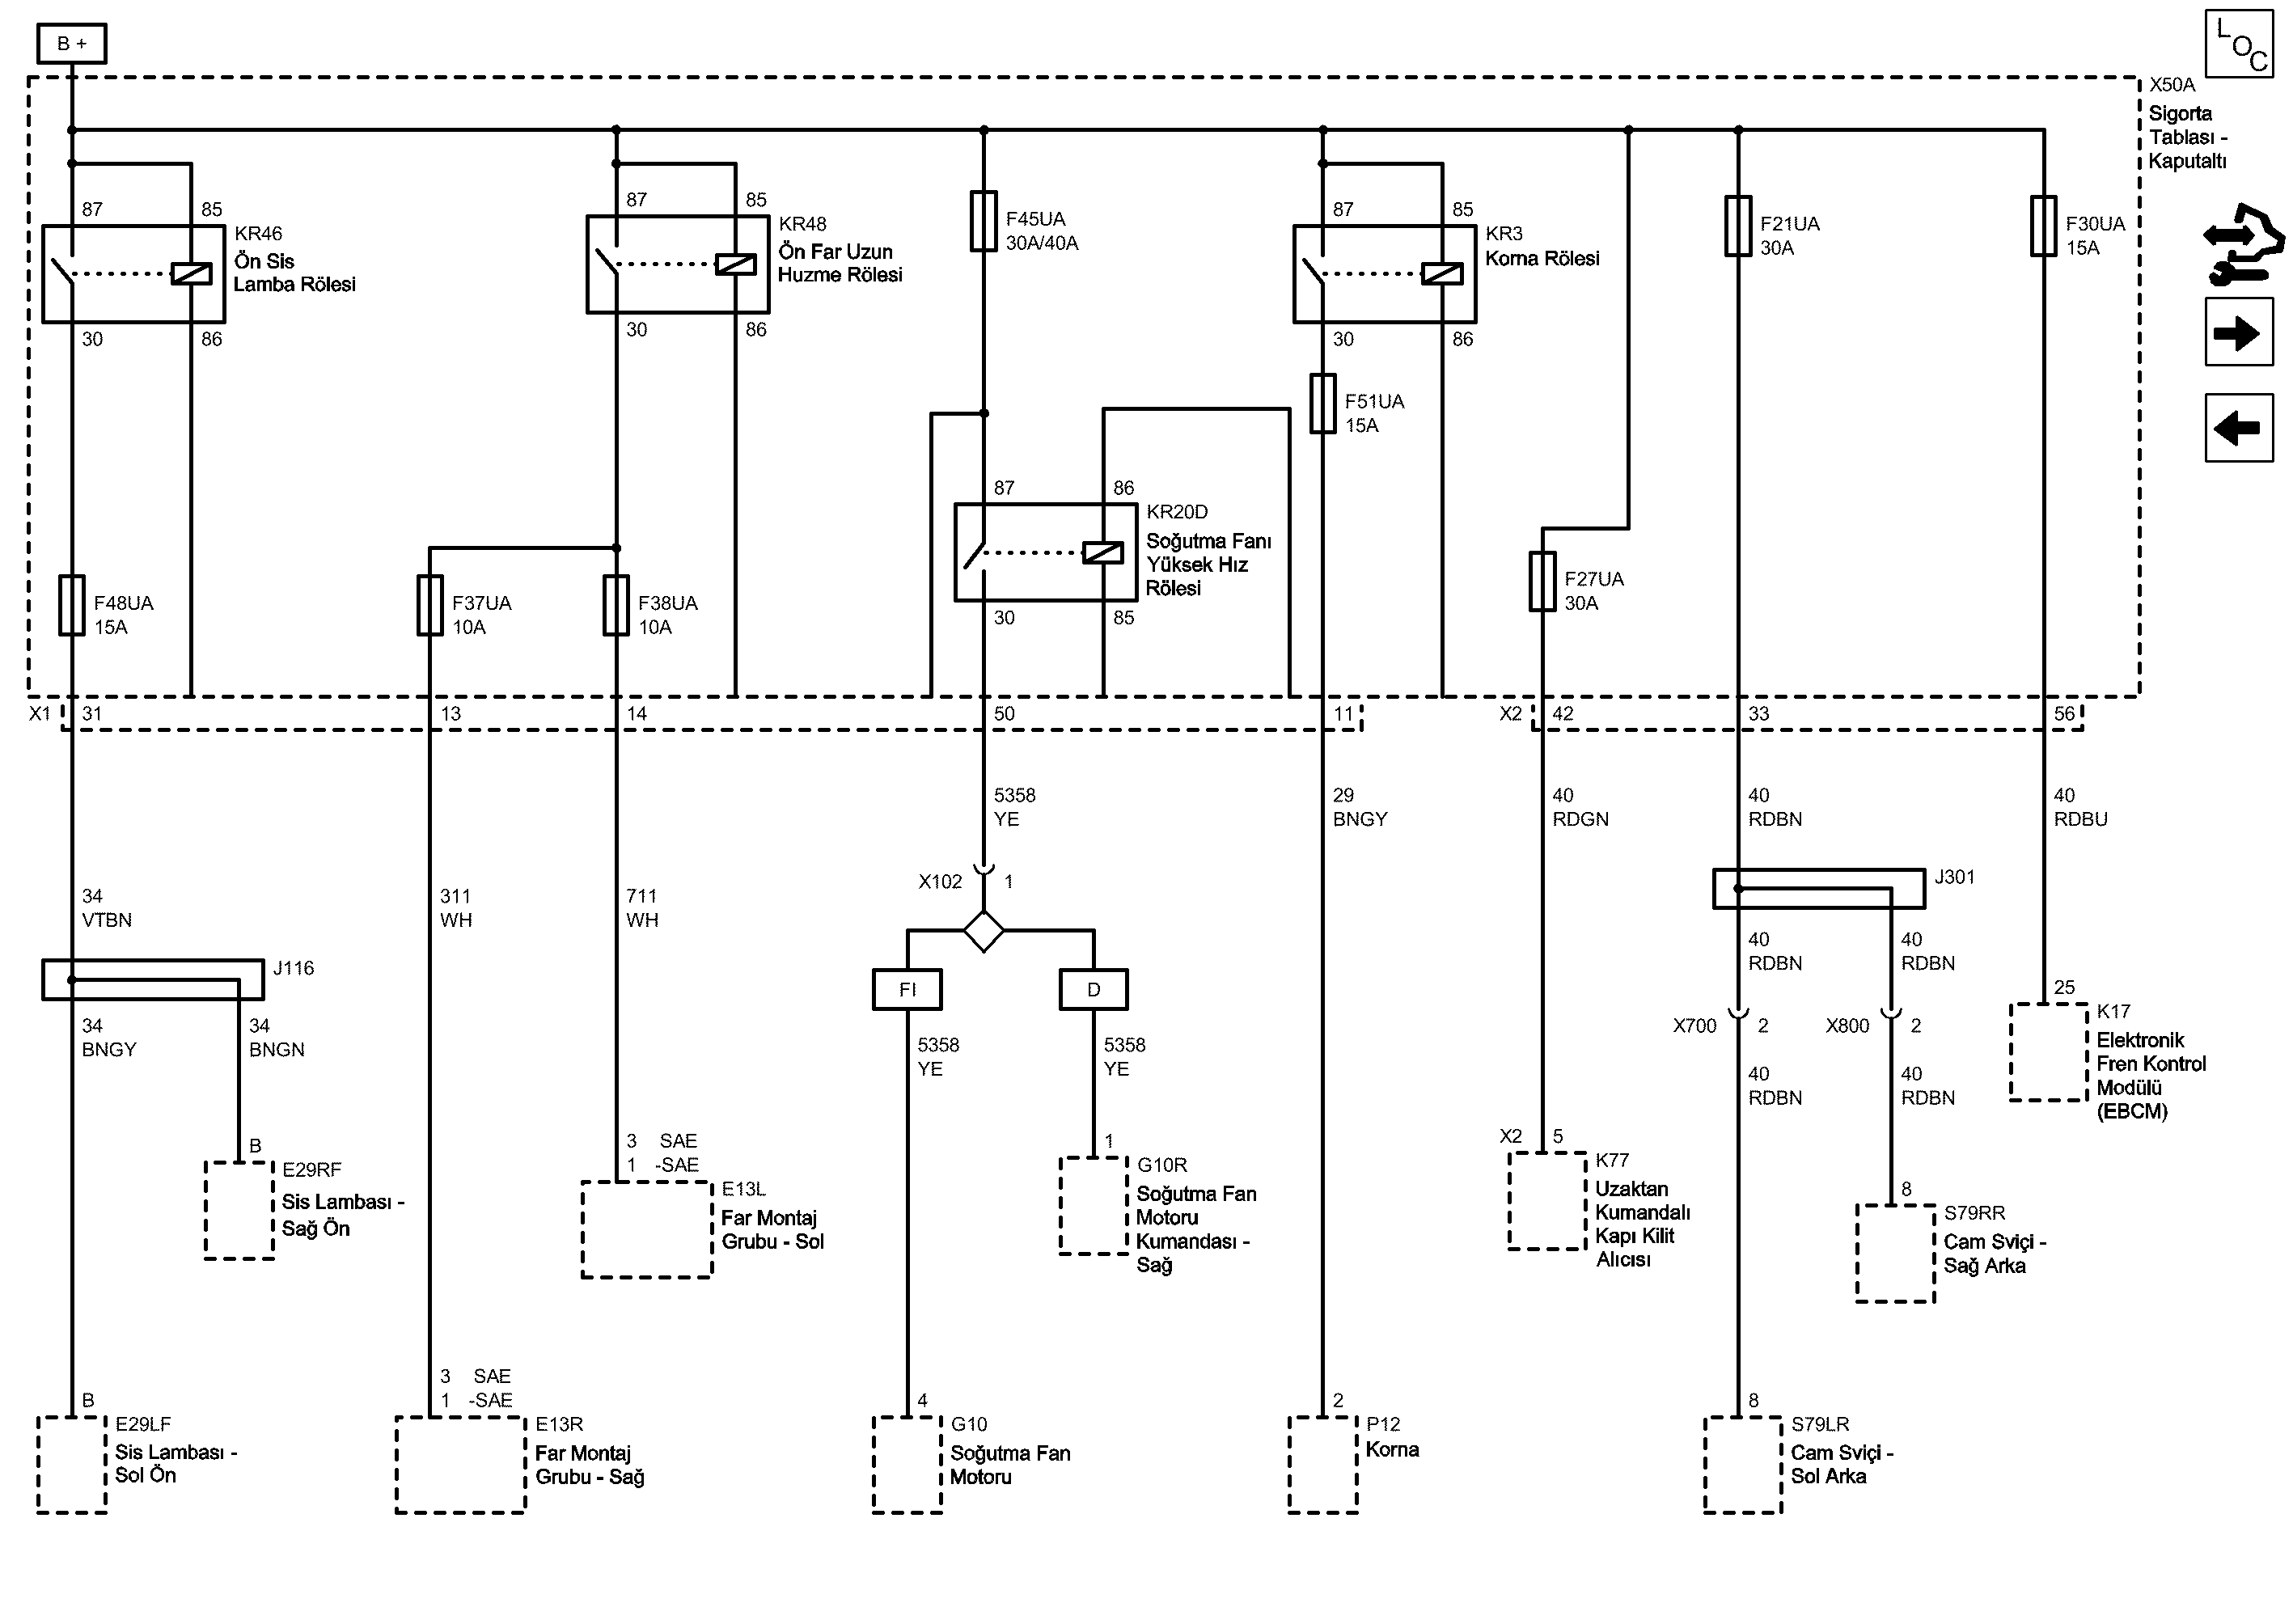 B +
LOC
X50A
Sigorta
Tablası -
Kaputaltı
87
85
KR46
Ön Sis
Lamba Rölesi
30
86
87
85
KR48
Ön Far Uzun
Huzme Rölesi
30
86
F45UA
30A/40A
87
85
KR3
Korna Rölesi
30
86
F51UA
15A
F21UA
30A
F30UA
15A
87
86
KR20D
Soğutma Fanı
Yüksek Hız
Rölesi
30
85
F48UA
15A
F37UA
10A
F38UA
10A
F27UA
30A
X1
31
13
14
50
11
X2
42
33
56
5358
YE
29
BNGY
40
RDGN
40
RDBN
40
RDBU
34
VTBN
311
WH
711
WH
X102
1
J301
J116
34
BNGY
34
BNGN
FI
D
5358
YE
5358
YE
40
RDBN
40
RDBN
X700
2
X800
2
40
RDBN
40
RDBN
25
K17
Elektronik
Fren Kontrol
Modülü
(EBCM)
B
E29RF
Sis Lambası -
Sağ Ön
3 SAE
1 -SAE
E13L
Far Montaj
Grubu - Sol
1
G10R
Soğutma Fan
Motoru
Kumandası -
Sağ
X2
5
K77
Uzaktan
Kumandalı
Kapı Kilit
Alıcısı
8
S79RR
Cam Sviçi -
Sağ Arka
B
E29LF
Sis Lambası -
Sol Ön
3 SAE
1 -SAE
E13R
Far Montaj
Grubu - Sağ
4
G10
Soğutma Fan
Motoru
2
P12
Korna
8
S79LR
Cam Sviçi -
Sol Arka